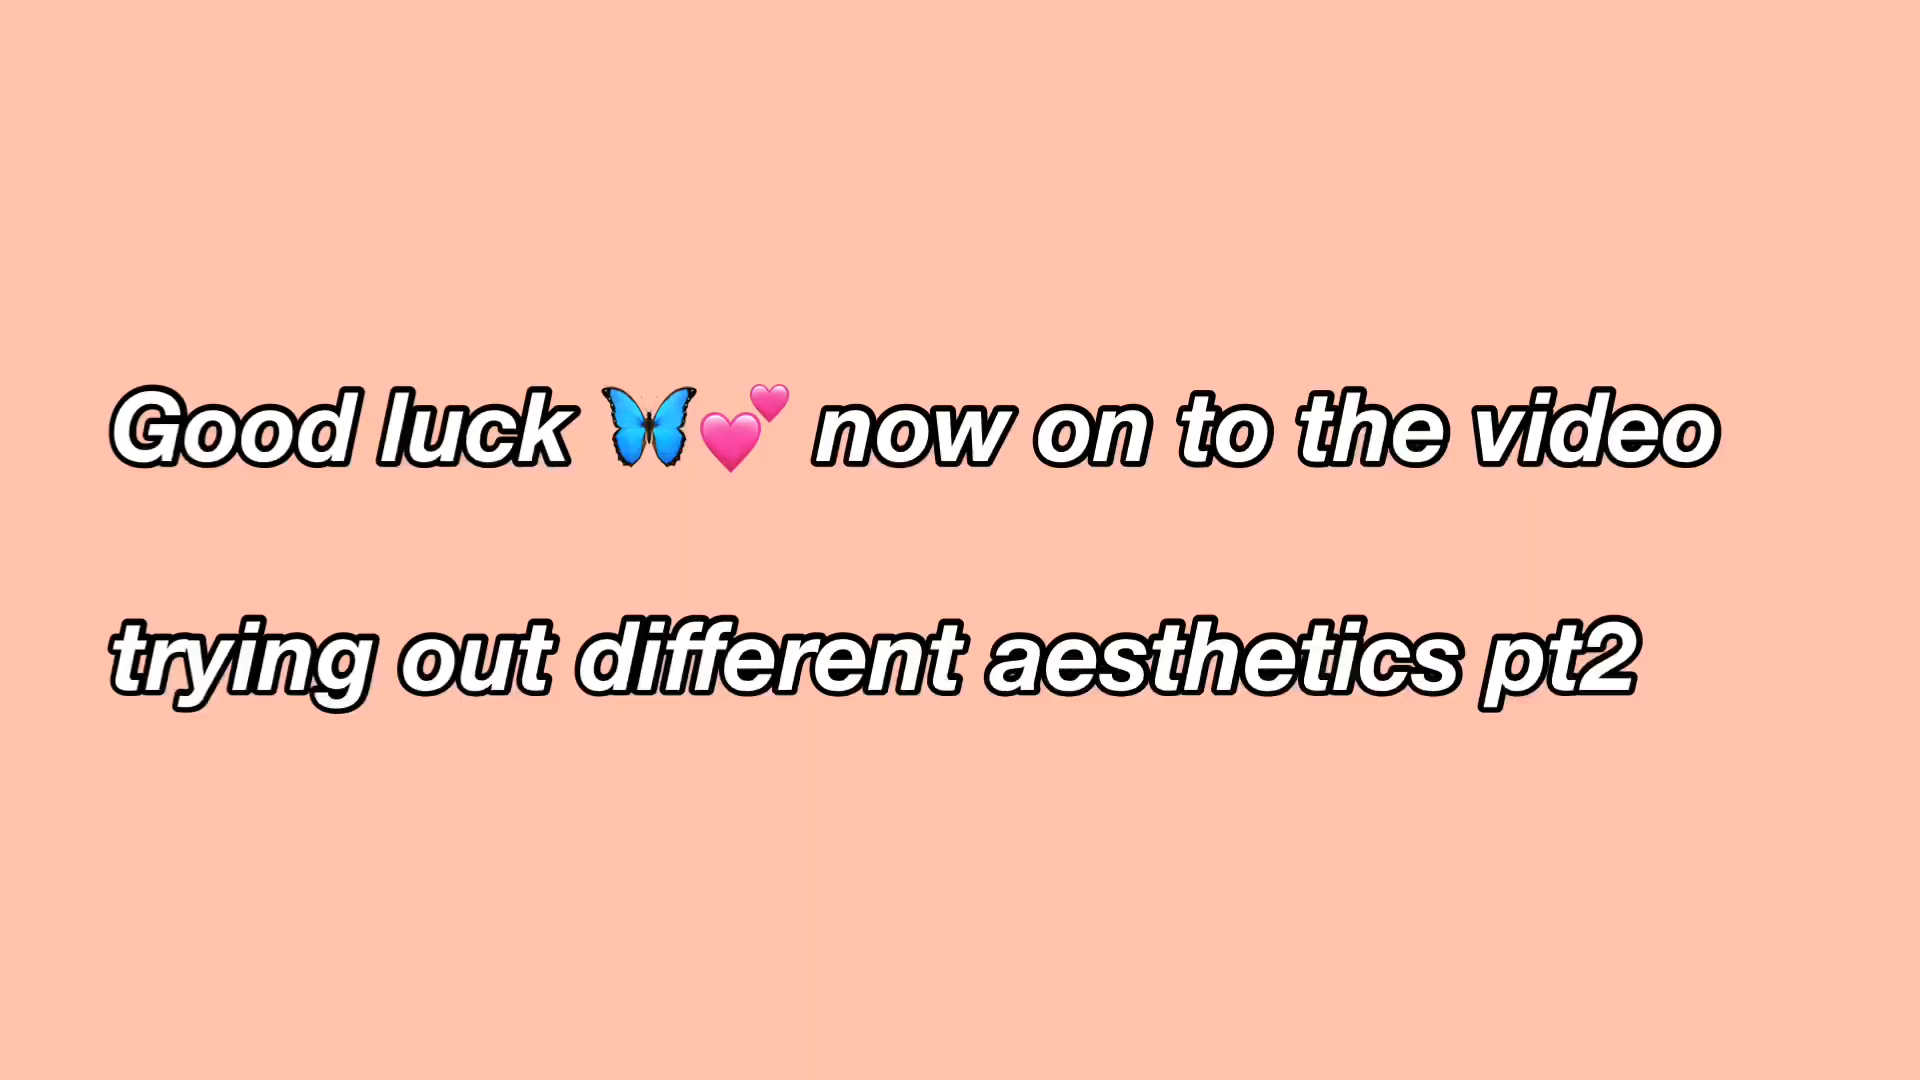 Good luck 🦋💕 now on to the video
trying out different aesthetics pt2